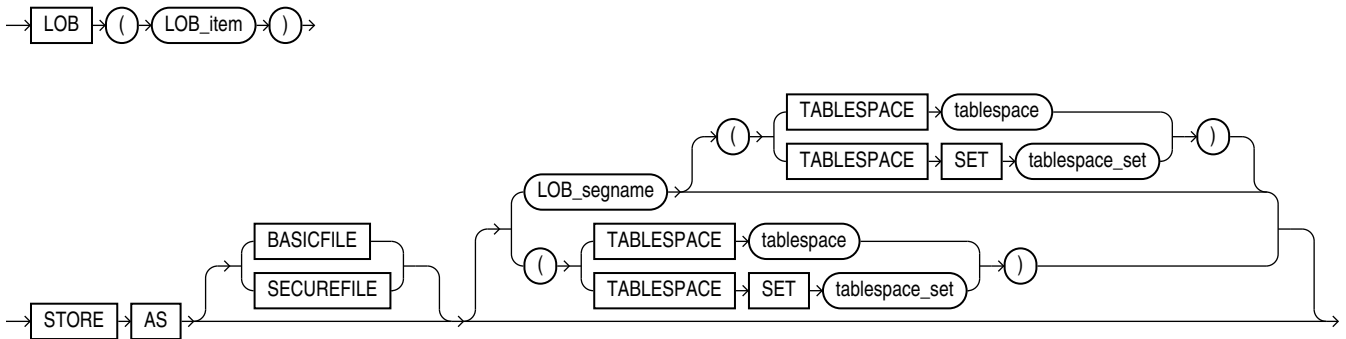 LOB ( LOB_item )
( TABLESPACE tablespace )
TABLESPACE SET tablespace_set
LOB_segname
BASICFILE ( TABLESPACE tablespace )
SECUREFILE TABLESPACE SET tablespace_set
STORE AS